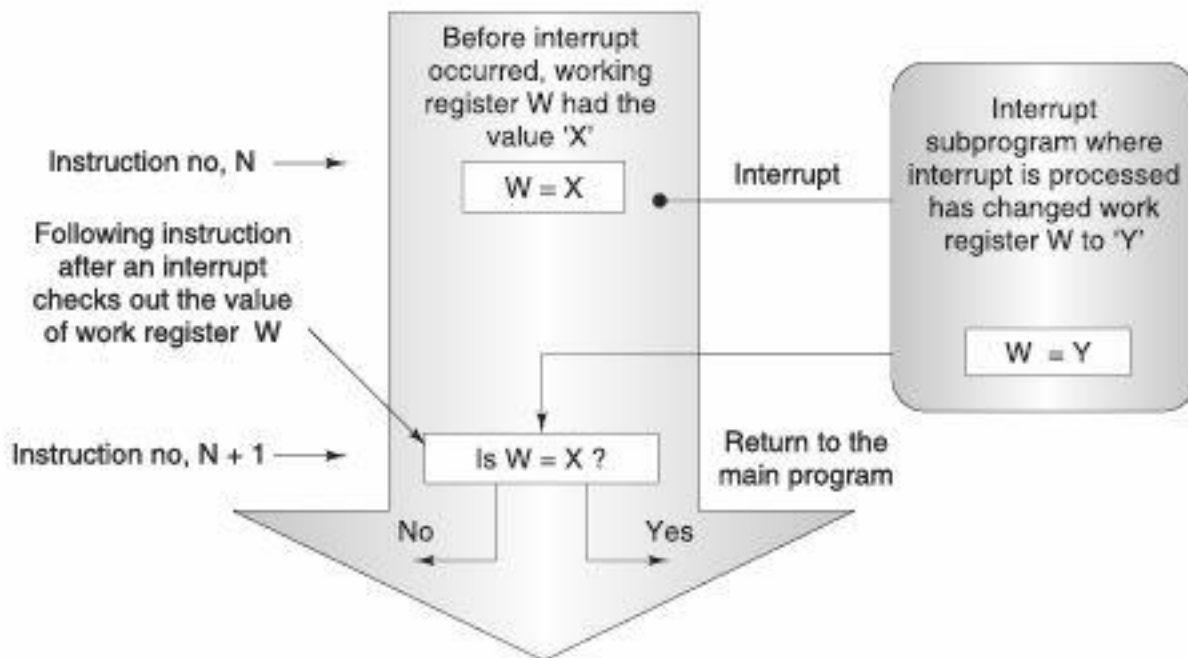 Before interrupt
occurred, working
register W had the
value 'X'
Instruction no, N
W = X
Interrupt
Interrupt
subprogram where
interrupt is processed
has changed work
register W to 'Y'
Following instruction
after an interrupt
checks out the value
of work register W
W = Y
Instruction no, N + 1
Is W = X ?
Return to the
main program
No
Yes